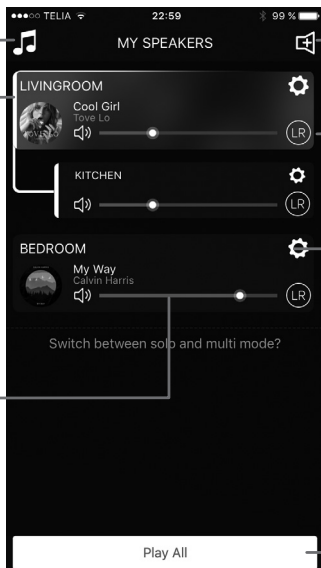 TELIA 22:59 99 %
MY SPEAKERS
LIVINGROOM
Cool Girl
Tove Lo
LR
KITCHEN
LR
BEDROOM
My Way
Calvin Harris
LR
Switch between solo and multi mode?
Play All